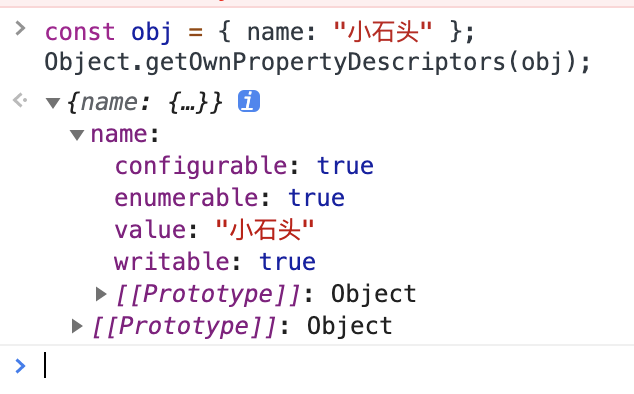 const obj = { name: "小石头" };
Object.getOwnPropertyDescriptors(obj);
{name: {…}} i
name:
configurable: true
enumerable: true
value: "小石头"
writable: true
[[Prototype]]: Object
[[Prototype]]: Object